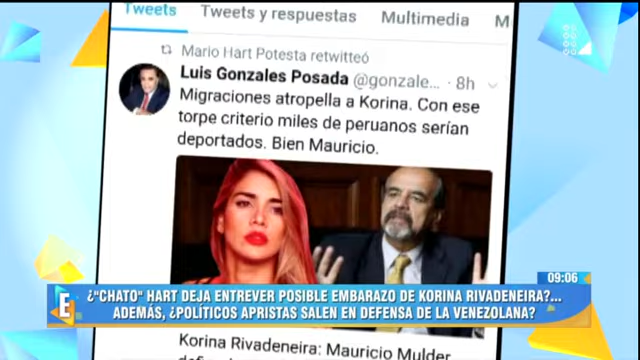 Tweets Tweets y respuestas Multimedia M
Mario Hart Potesta retwitteó
Luis Gonzales Posada @gonzale... · 8h
Migraciones atropella a Korina. Con ese
torpe criterio miles de peruanos serían
deportados. Bien Mauricio.
09:06
E
¿"CHATO" HART DEJA ENTREVER POSIBLE EMBARAZO DE KORINA RIVADENEIRA?...
ADEMÁS, ¿POLÍTICOS APRISTAS SALEN EN DEFENSA DE LA VENEZOLANA?
Korina Rivadeneira: Mauricio Mulder